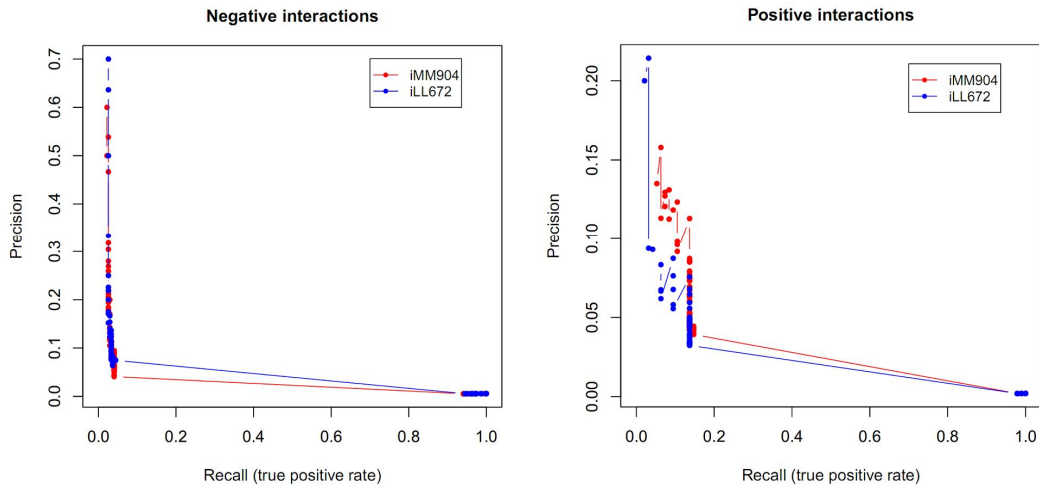 Negative interactions
0.7
0.6
0.5
0.4
0.3
0.2
0.1
0.0
Precision
iMM904
iLL672
0.0 0.2 0.4 0.6 0.8 1.0
Recall (true positive rate)
Positive interactions
0.20
0.15
0.10
0.05
0.00
Precision
iMM904
iLL672
0.0 0.2 0.4 0.6 0.8 1.0
Recall (true positive rate)